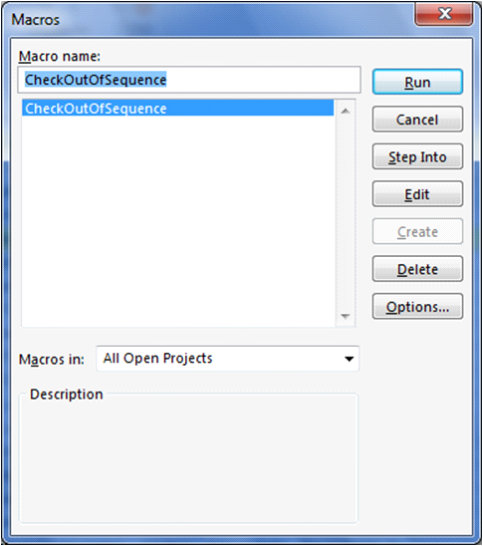 Macros
Macro name:
CheckOutOfSequence
CheckOutOfSequence
Run
Cancel
Step Into
Edit
Create
Delete
Options...
Macros in:
All Open Projects
Description